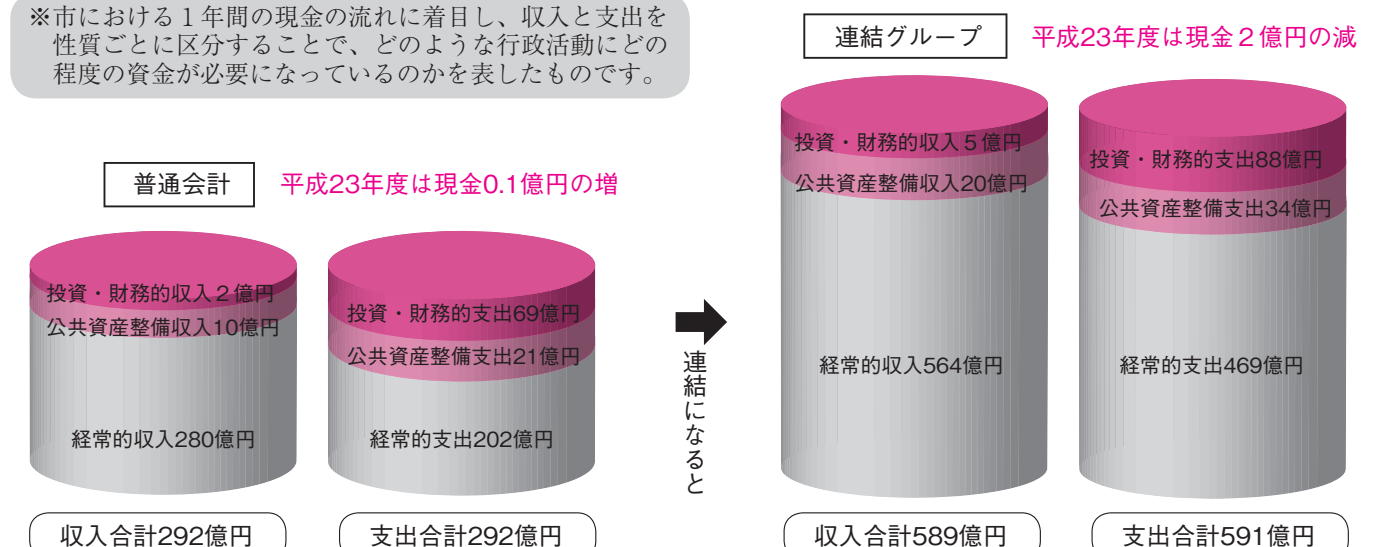 ※市における１年間の現金の流れに着目し、収入と支出を
性質ごとに区分することで、どのような行政活動にどの
程度の資金が必要になっているのかを表したものです。
普通会計
平成23年度は現金0.1億円の増
投資・財務的収入２億円
公共資産整備収入10億円
経常的収入280億円
収入合計292億円
投資・財務的支出69億円
公共資産整備支出21億円
経常的支出202億円
支出合計292億円
連結になると
連結グループ
平成23年度は現金２億円の減
投資・財務的収入５億円
公共資産整備収入20億円
経常的収入564億円
収入合計589億円
投資・財務的支出88億円
公共資産整備支出34億円
経常的支出469億円
支出合計591億円